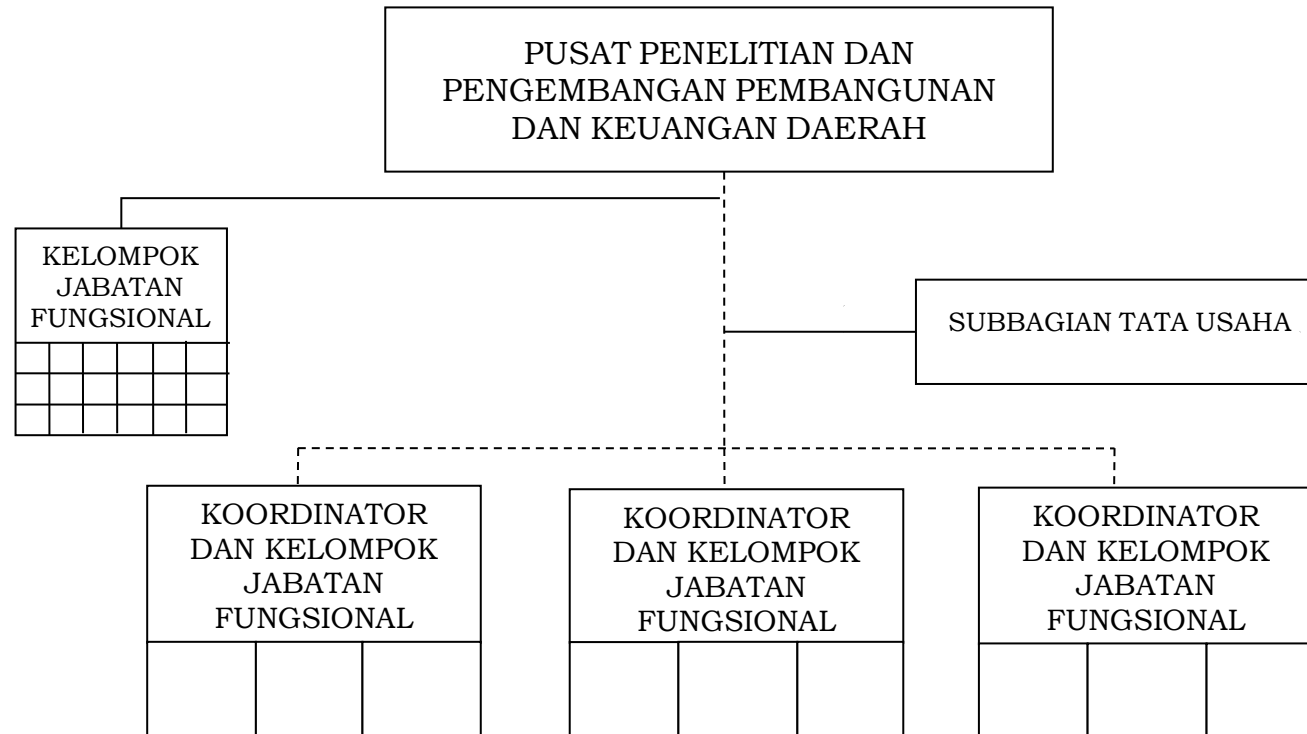 PUSAT PENELITIAN DAN
PENGEMBANGAN PEMBANGUNAN
DAN KEUANGAN DAERAH
KELOMPOK
JABATAN
FUNGSIONAL
SUBBAGIAN TATA USAHA
KOORDINATOR
DAN KELOMPOK
JABATAN
FUNGSIONAL
KOORDINATOR
DAN KELOMPOK
JABATAN
FUNGSIONAL
KOORDINATOR
DAN KELOMPOK
JABATAN
FUNGSIONAL